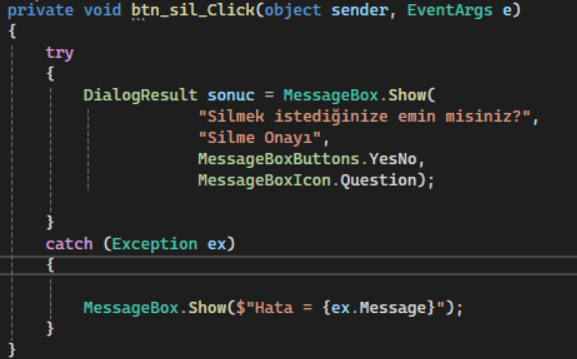 private void btn_sil_Click(object sender, EventArgs e)
{
try
{
DialogResult sonuc = MessageBox.Show(
"Silmek istediğinize emin misiniz?",
"Silme Onayı",
MessageBoxButtons.YesNo,
MessageBoxIcon.Question);
}
catch (Exception ex)
{
MessageBox.Show($"Hata = {ex.Message}");
}
}